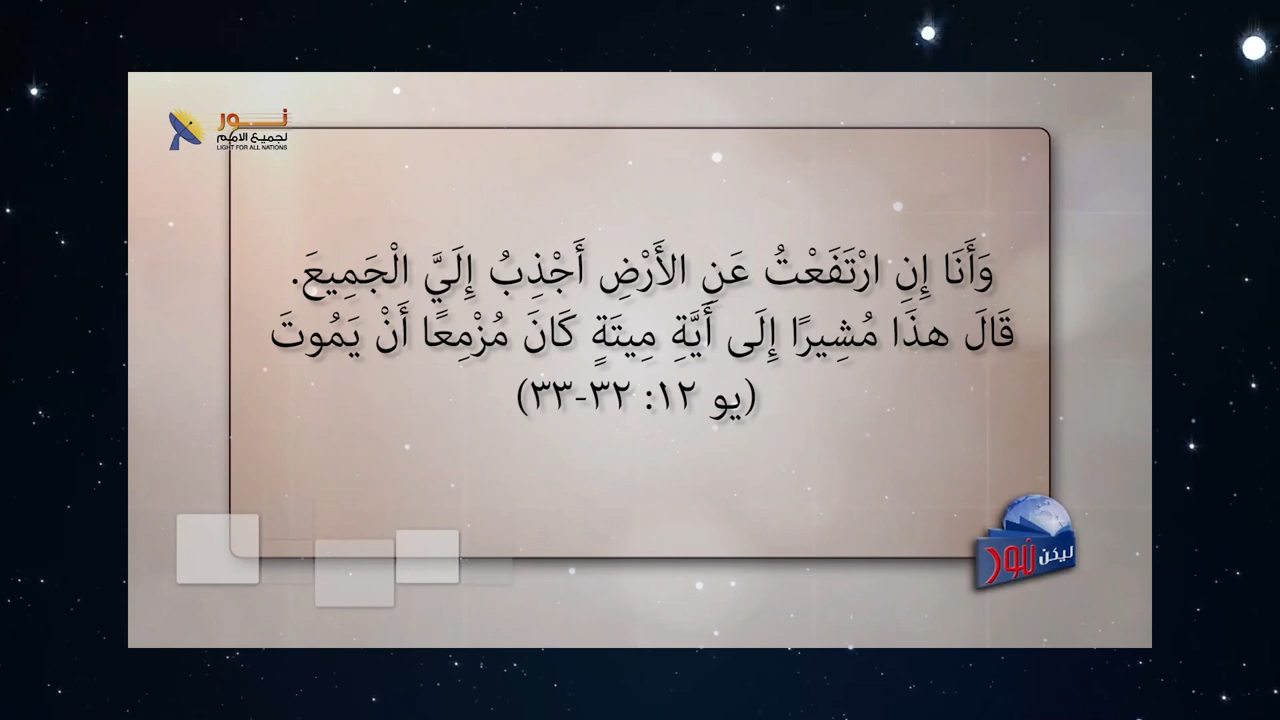 نور
لجميع الامم
LIGHT FOR ALL NATIONS
وَأَنَا إِنِ ارْتَفَعْتُ عَنِ الأَرْضِ أَجْذِبُ إِلَيَّ الْجَمِيعَ.
قَالَ هذَا مُشِيرًا إِلَى أَيَّةِ مِيتَةٍ كَانَ مُزْمِعًا أَنْ يَمُوتَ
(يو ١٢: ٣٢-٣٣)
ليكن نور